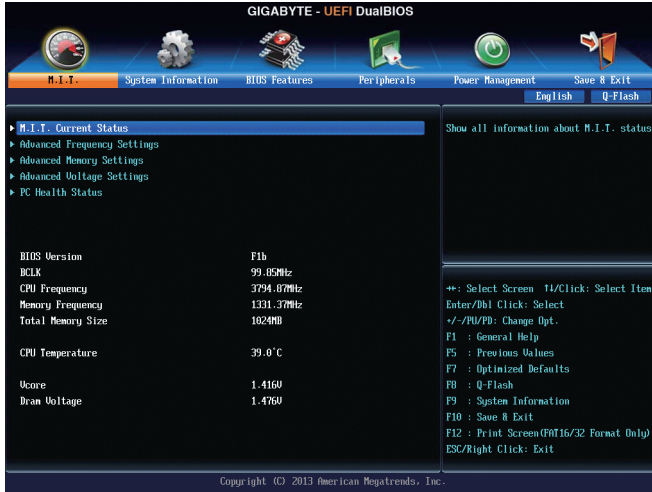 GIGABYTE - UEFI DualBIOS
M.I.T. System Information BIOS Features Peripherals Power Management Save & Exit
English Q-Flash
M.I.T. Current Status
Advanced Frequency Settings
Advanced Memory Settings
Advanced Voltage Settings
PC Health Status
Show all information about M.I.T. status
BIOS Version F1b
BCLK 99.85MHz
CPU Frequency 3794.87MHz
Memory Frequency 1331.37MHz
Total Memory Size 1024MB
CPU Temperature 39.0°C
Vcore 1.416V
Dram Voltage 1.476V
→←: Select Screen ↑↓/Click: Select Item
Enter/Dbl Click: Select
+/-/PU/PD: Change Opt.
F1 : General Help
F5 : Previous Values
F7 : Optimized Defaults
F8 : Q-Flash
F9 : System Information
F10 : Save & Exit
F12 : Print Screen(FAT16/32 Format Only)
ESC/Right Click: Exit
Copyright (C) 2013 American Megatrends, Inc.